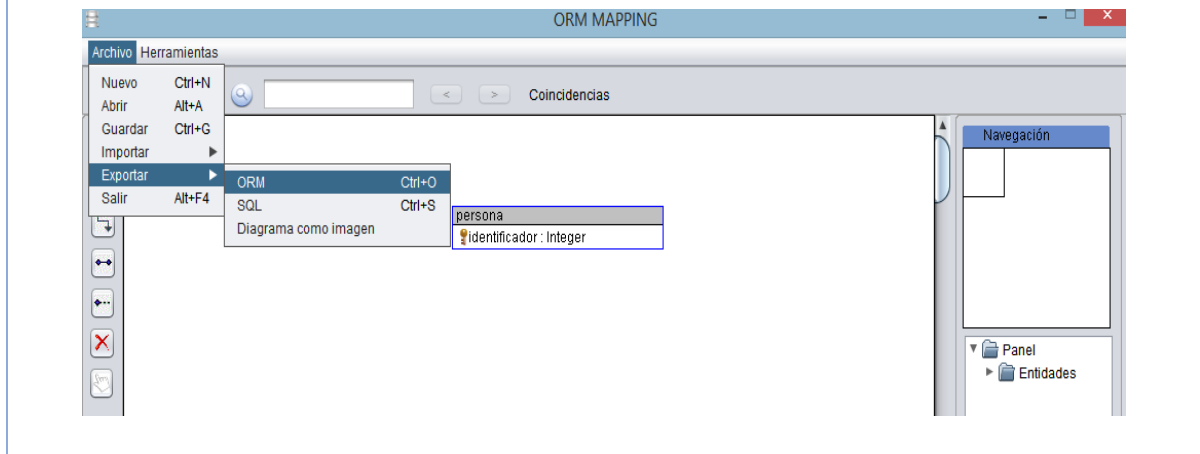 ORM MAPPING
Archivo Herramientas
Nuevo Ctrl+N
Abrir Alt+A
Guardar Ctrl+G
Importar
Exportar
Salir Alt+F4
< > Coincidencias
ORM Ctrl+O
SQL Ctrl+S
Diagrama como imagen
persona
identificador : Integer
Navegación
Panel
Entidades